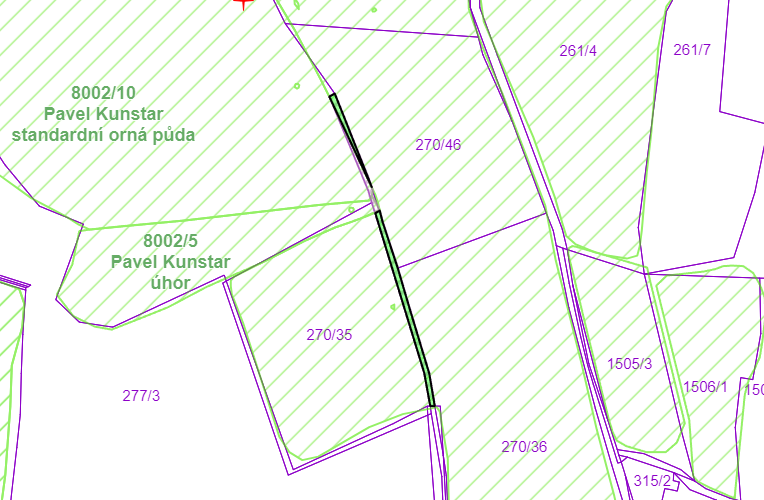 261/4
261/7
8002/10
Pavel Kunstar
standardní orná půda
270/46
8002/5
Pavel Kunstar
úhor
270/35
1505/3
277/3
1506/1
270/36
315/2